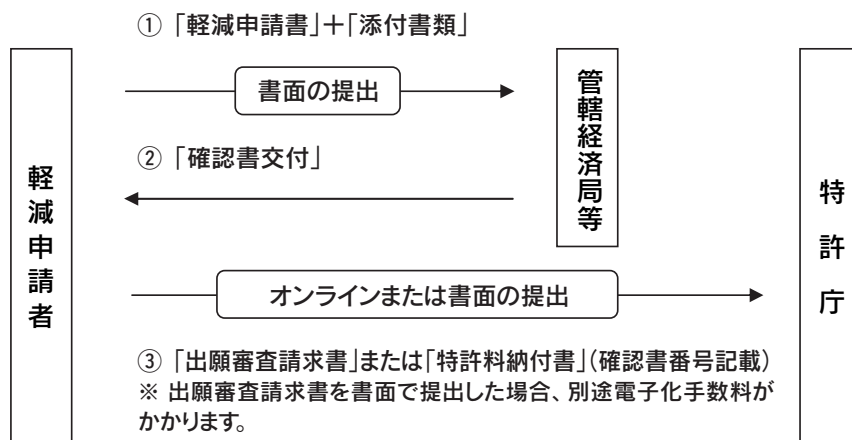 ①「軽減申請書」＋「添付書類」
書面の提出
管轄経済局等
②「確認書交付」
軽減申請者
特許庁
オンラインまたは書面の提出
③「出願審査請求書」または「特許料納付書」（確認書番号記載）
※ 出願審査請求書を書面で提出した場合、別途電子化手数料が
かかります。